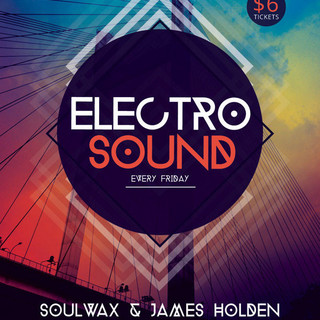 $6
TICKETS
ELECTRO
SOUND
EVERY FRIDAY
SOULWAX & JAMES HOLDEN